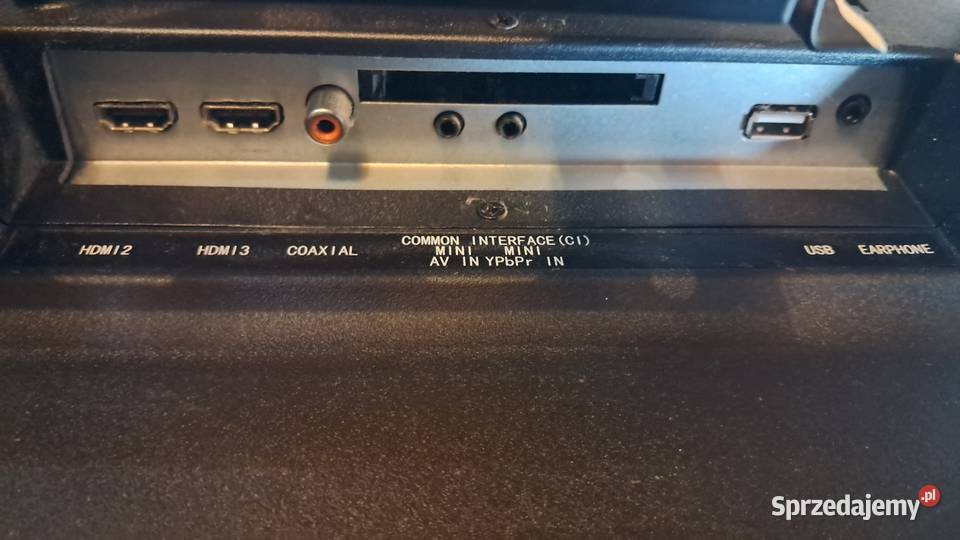 HDMI2 HDMI3 COAXIAL COMMON INTERFACE(CI) USB EARPHONE
MINI MINI
AV IN YPbPr IN
Sprzedajemy.pl